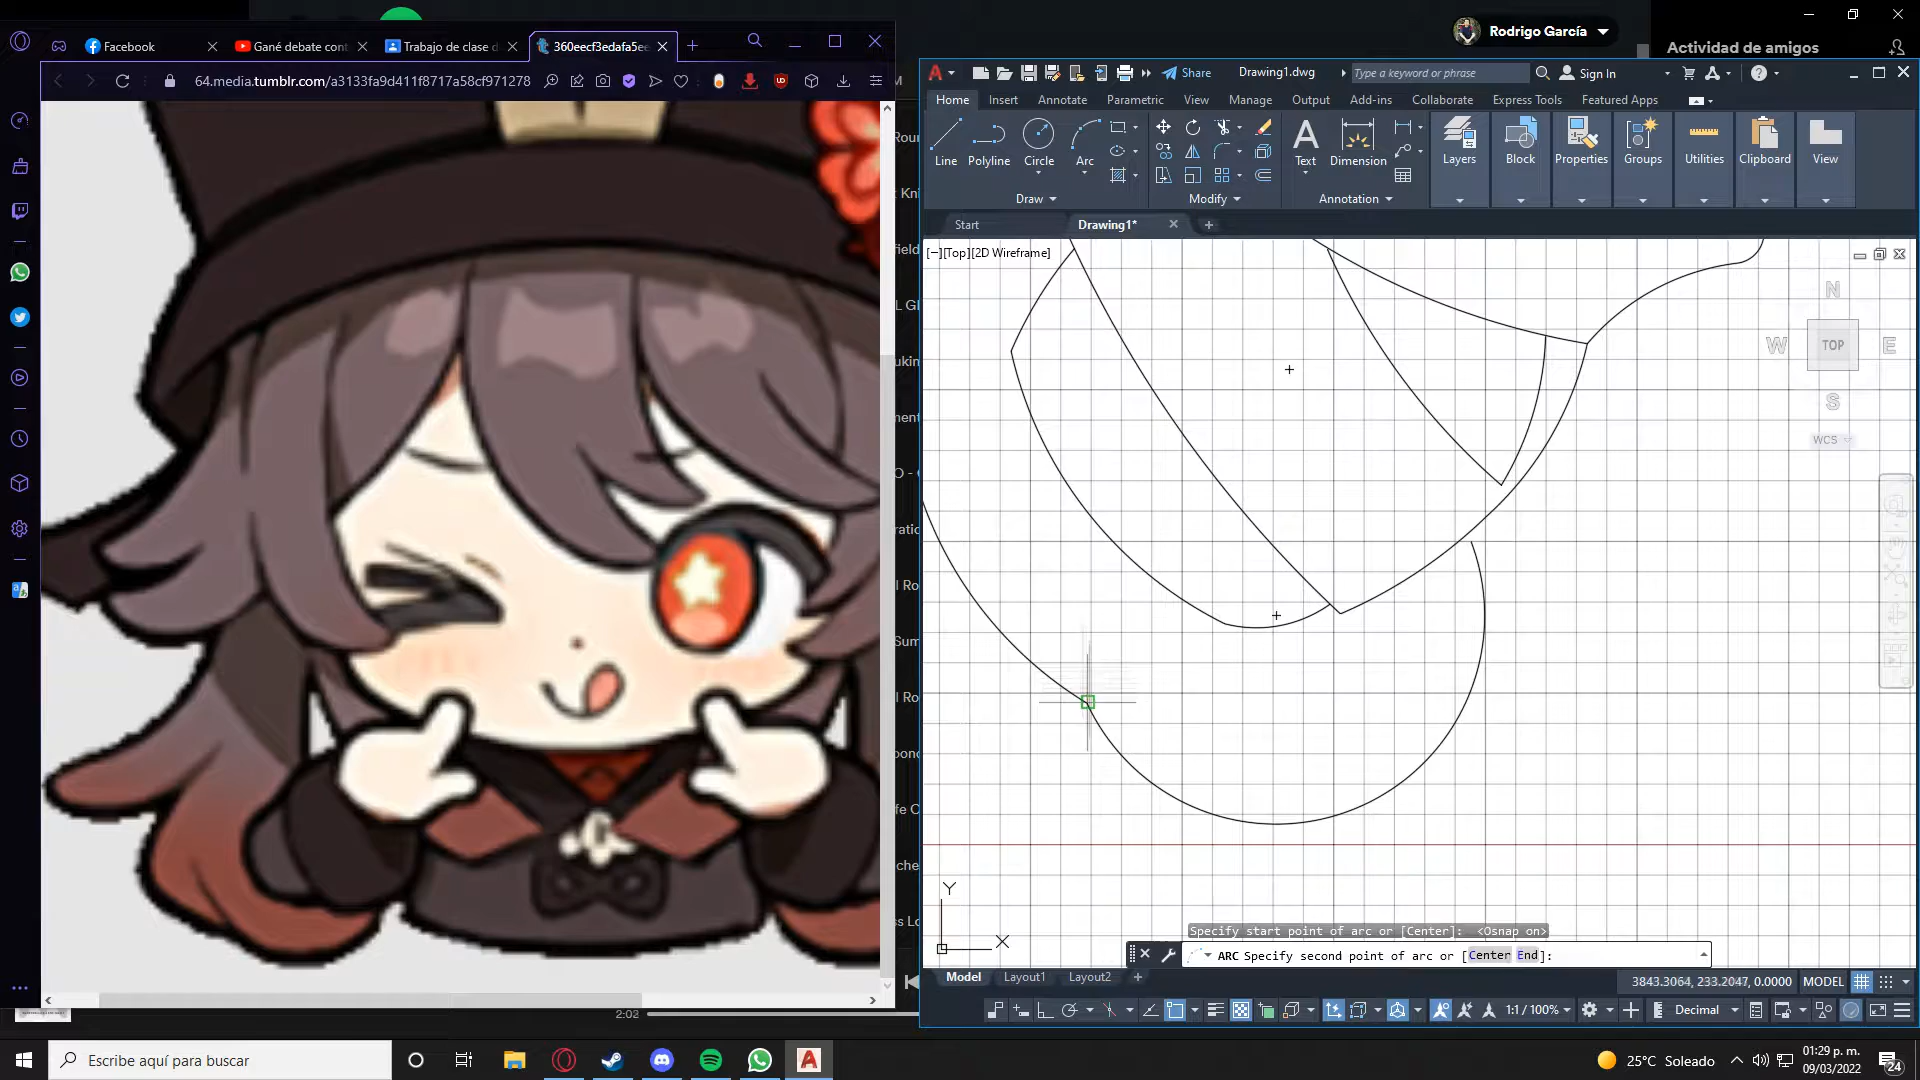 Rodrigo García
Actividad de amigos
Facebook
Gané debate cont
Trabajo de clase d
360eecf3edafa5ee
64.media.tumblr.com/a3133fa9d411f8717a58cf971278
Share
Drawing1.dwg
Type a keyword or phrase
Sign In
Home
Insert
Annotate
Parametric
View
Manage
Output
Add-ins
Collaborate
Express Tools
Featured Apps
Line
Polyline
Circle
Arc
Text
Dimension
Layers
Block
Properties
Groups
Utilities
Clipboard
View
Draw
Modify
Annotation
Start
Drawing1*
[−][Top][2D Wireframe]
N
W
TOP
E
S
WCS
Y
X
Specify start point of arc or [Center]: <Osnap on>
ARC Specify second point of arc or [Center End]:
Model
Layout1
Layout2
3843.3064, 233.2047, 0.0000
MODEL
1:1 / 100%
Decimal
2:02
Escribe aquí para buscar
25°C Soleado
01:29 p. m.
09/03/2022
24